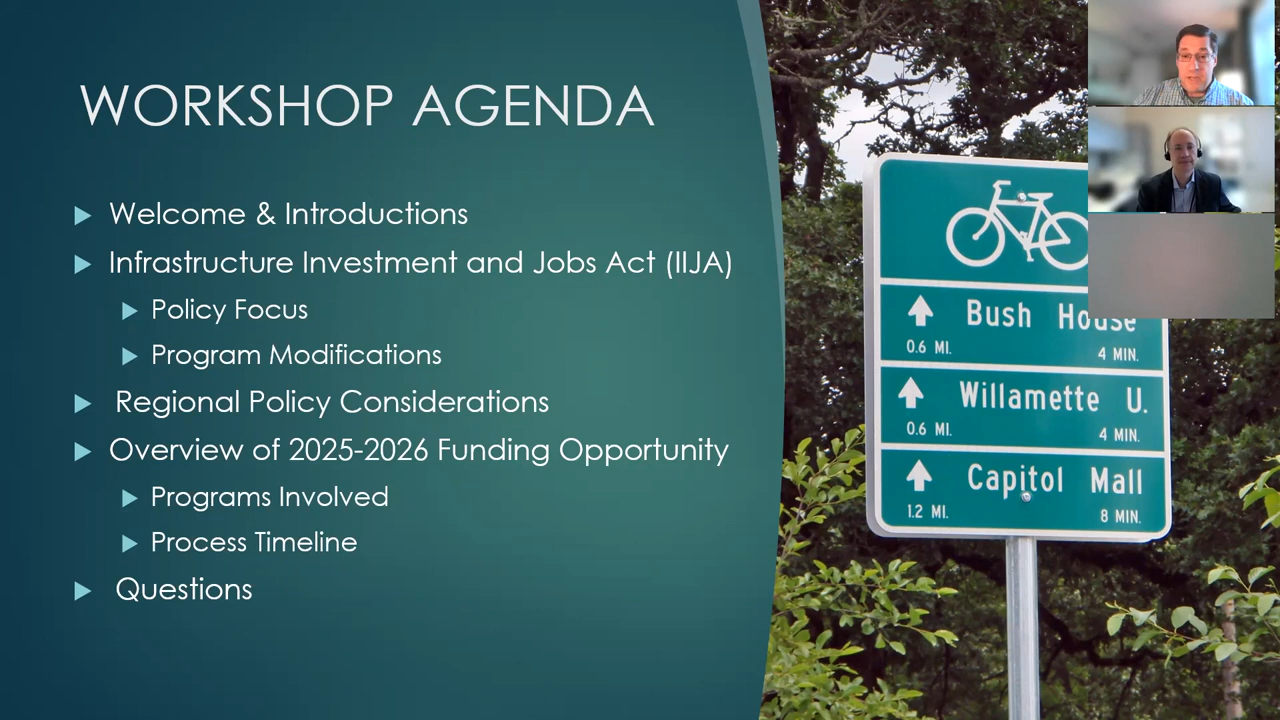 WORKSHOP AGENDA
Welcome & Introductions
Infrastructure Investment and Jobs Act (IIJA)
Policy Focus
Program Modifications
Regional Policy Considerations
Overview of 2025-2026 Funding Opportunity
Programs Involved
Process Timeline
Questions
Bush House
0.6 MI. 4 MIN.
Willamette U.
0.6 MI. 4 MIN.
Capitol Mall
1.2 MI. 8 MIN.